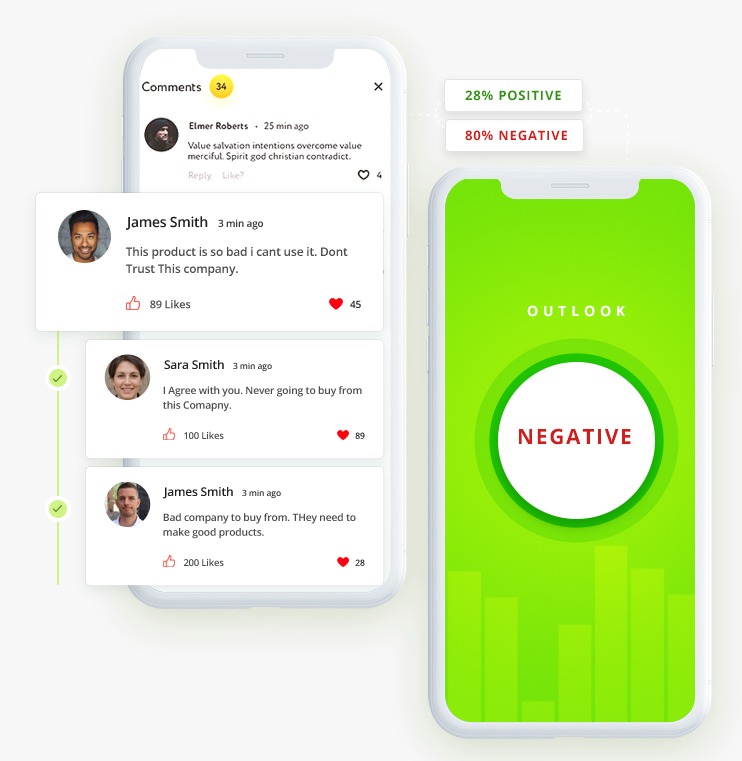 Comments 34
Elmer Roberts • 25 min ago
Value salvation intentions overcome value
merciful. Spirit god christian contradict.
Reply Like? 4
James Smith 3 min ago
This product is so bad i cant use it. Dont
Trust This company.
89 Likes 45
Sara Smith 3 min ago
I Agree with you. Never going to buy from
this Comapny.
100 Likes 89
James Smith 3 min ago
Bad company to buy from. THey need to
make good products.
200 Likes 28
28% POSITIVE
80% NEGATIVE
OUTLOOK
NEGATIVE